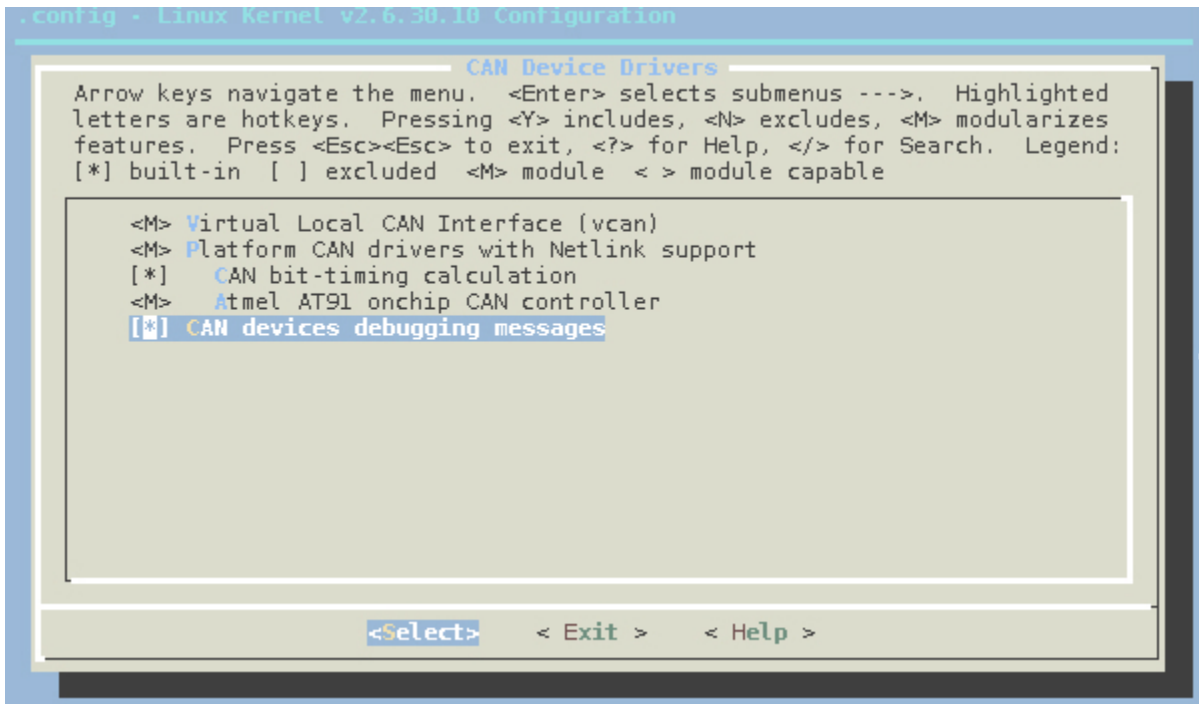 .config - Linux Kernel v2.6.30.10 Configuration
CAN Device Drivers
Arrow keys navigate the menu.  <Enter> selects submenus --->.  Highlighted
letters are hotkeys.  Pressing <Y> includes, <N> excludes, <M> modularizes
features.  Press <Esc><Esc> to exit, <?> for Help, </> for Search.  Legend:
[*] built-in  [ ] excluded  <M> module  < > module capable
<M> Virtual Local CAN Interface (vcan)
<M> Platform CAN drivers with Netlink support
[*]   CAN bit-timing calculation
<M>   Atmel AT91 onchip CAN controller
[*] CAN devices debugging messages
<Select>    < Exit >    < Help >